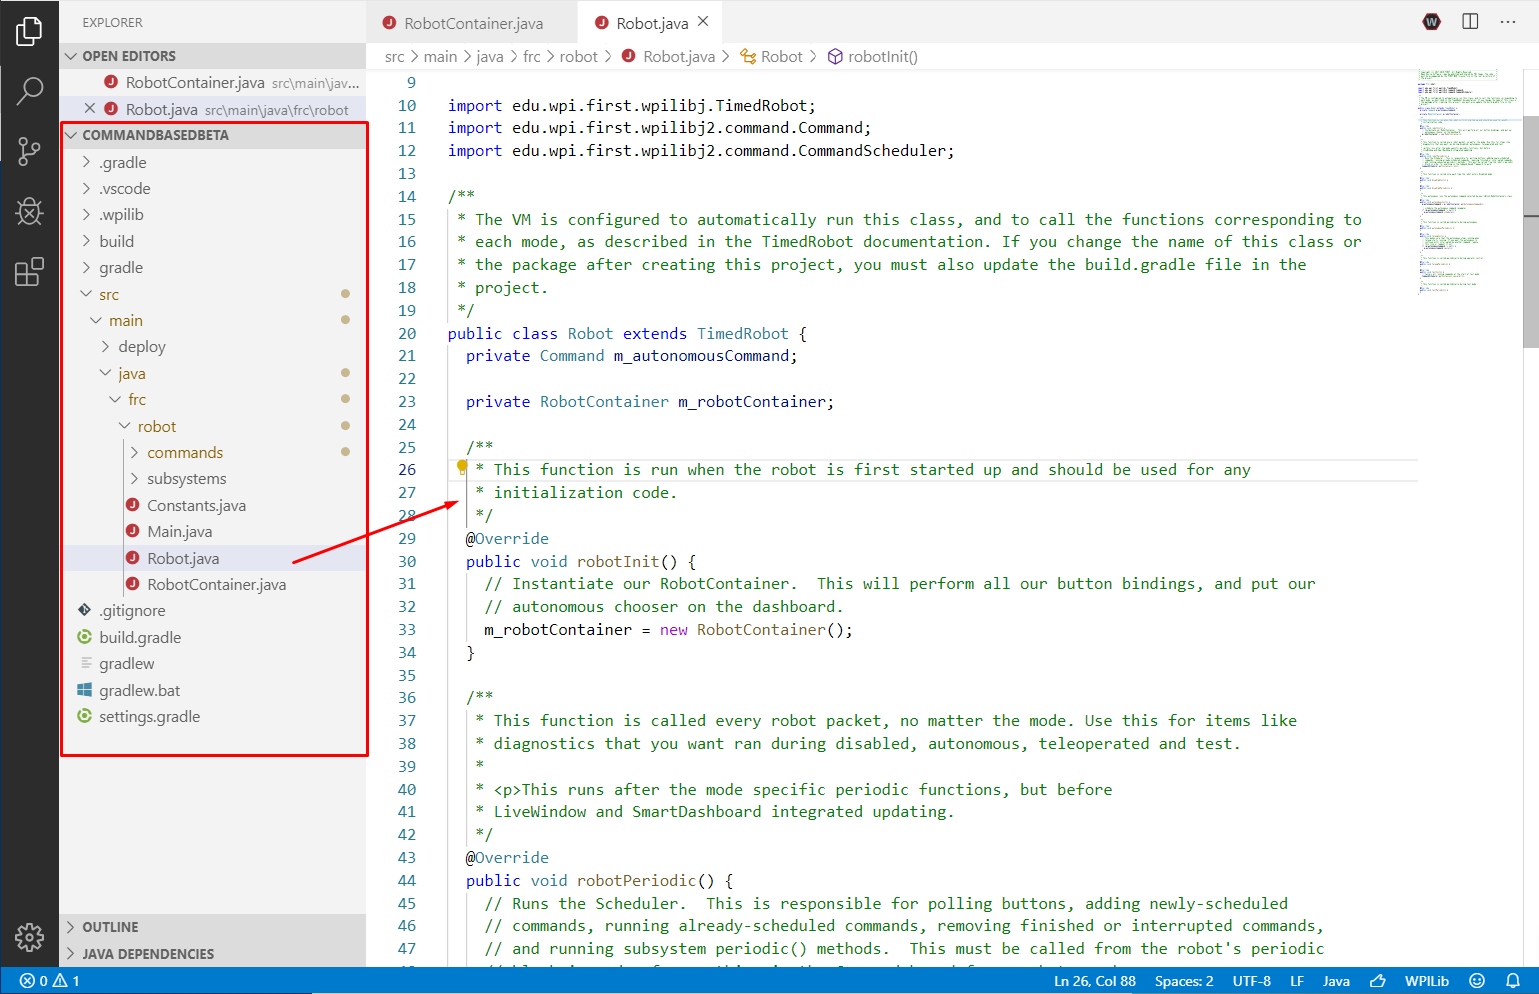 EXPLORER
OPEN EDITORS
RobotContainer.java src\main\jav...
Robot.java src\main\java\frc\robot
COMMANDBASEDBETA
.gradle
.vscode
.wpilib
build
gradle
src
main
deploy
java
frc
robot
commands
subsystems
Constants.java
Main.java
Robot.java
RobotContainer.java
.gitignore
build.gradle
gradlew
gradlew.bat
settings.gradle
OUTLINE
JAVA DEPENDENCIES
RobotContainer.java
Robot.java
W
src > main > java > frc > robot > Robot.java > Robot > robotInit()
9
10 import edu.wpi.first.wpilibj.TimedRobot;
11 import edu.wpi.first.wpilibj2.command.Command;
12 import edu.wpi.first.wpilibj2.command.CommandScheduler;
13
14 /**
15 * The VM is configured to automatically run this class, and to call the functions corresponding to
16 * each mode, as described in the TimedRobot documentation. If you change the name of this class or
17 * the package after creating this project, you must also update the build.gradle file in the
18 * project.
19 */
20 public class Robot extends TimedRobot {
21 private Command m_autonomousCommand;
22
23 private RobotContainer m_robotContainer;
24
25 /**
26 * This function is run when the robot is first started up and should be used for any
27 * initialization code.
28 */
29 @Override
30 public void robotInit() {
31 // Instantiate our RobotContainer.  This will perform all our button bindings, and put our
32 // autonomous chooser on the dashboard.
33 m_robotContainer = new RobotContainer();
34 }
35
36 /**
37 * This function is called every robot packet, no matter the mode. Use this for items like
38 * diagnostics that you want ran during disabled, autonomous, teleoperated and test.
39 *
40 * <p>This runs after the mode specific periodic functions, but before
41 * LiveWindow and SmartDashboard integrated updating.
42 */
43 @Override
44 public void robotPeriodic() {
45 // Runs the Scheduler.  This is responsible for polling buttons, adding newly-scheduled
46 // commands, running already-scheduled commands, removing finished or interrupted commands,
47 // and running subsystem periodic() methods.  This must be called from the robot's periodic
0 1
Ln 26, Col 88 Spaces: 2 UTF-8 LF Java WPILib